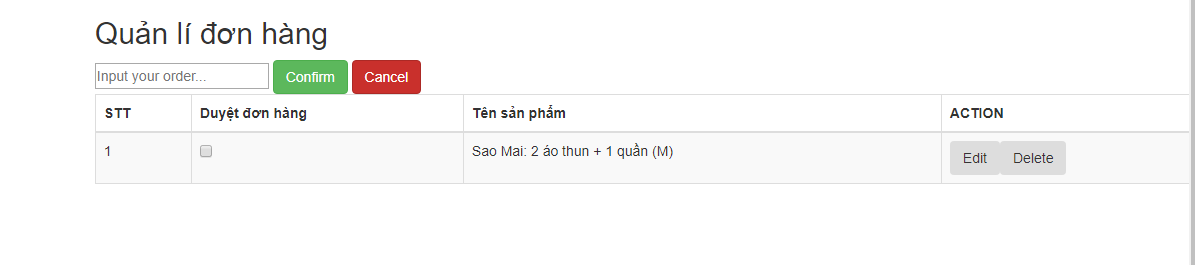 Quản lí đơn hàng
Input your order... Confirm Cancel
STT Duyệt đơn hàng Tên sản phẩm ACTION
1 Sao Mai: 2 áo thun + 1 quần (M) Edit Delete